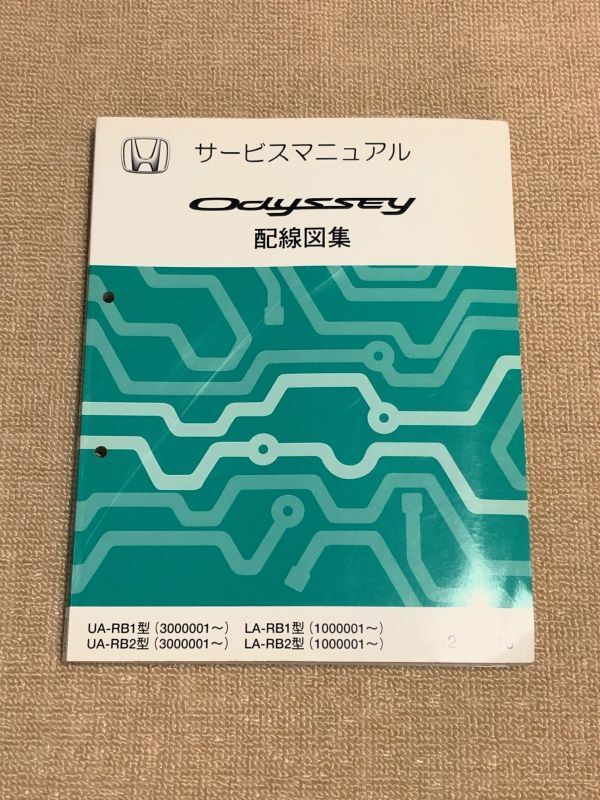 サービスマニュアル
Odyssey
配線図集
UA-RB1型（3000001～） LA-RB1型（1000001～）
UA-RB2型（3000001～） LA-RB2型（1000001～）